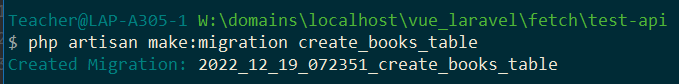 Teacher@LAP-A305-1 W:\domains\localhost\vue_laravel\fetch\test-api
$ php artisan make:migration create_books_table
Created Migration: 2022_12_19_072351_create_books_table